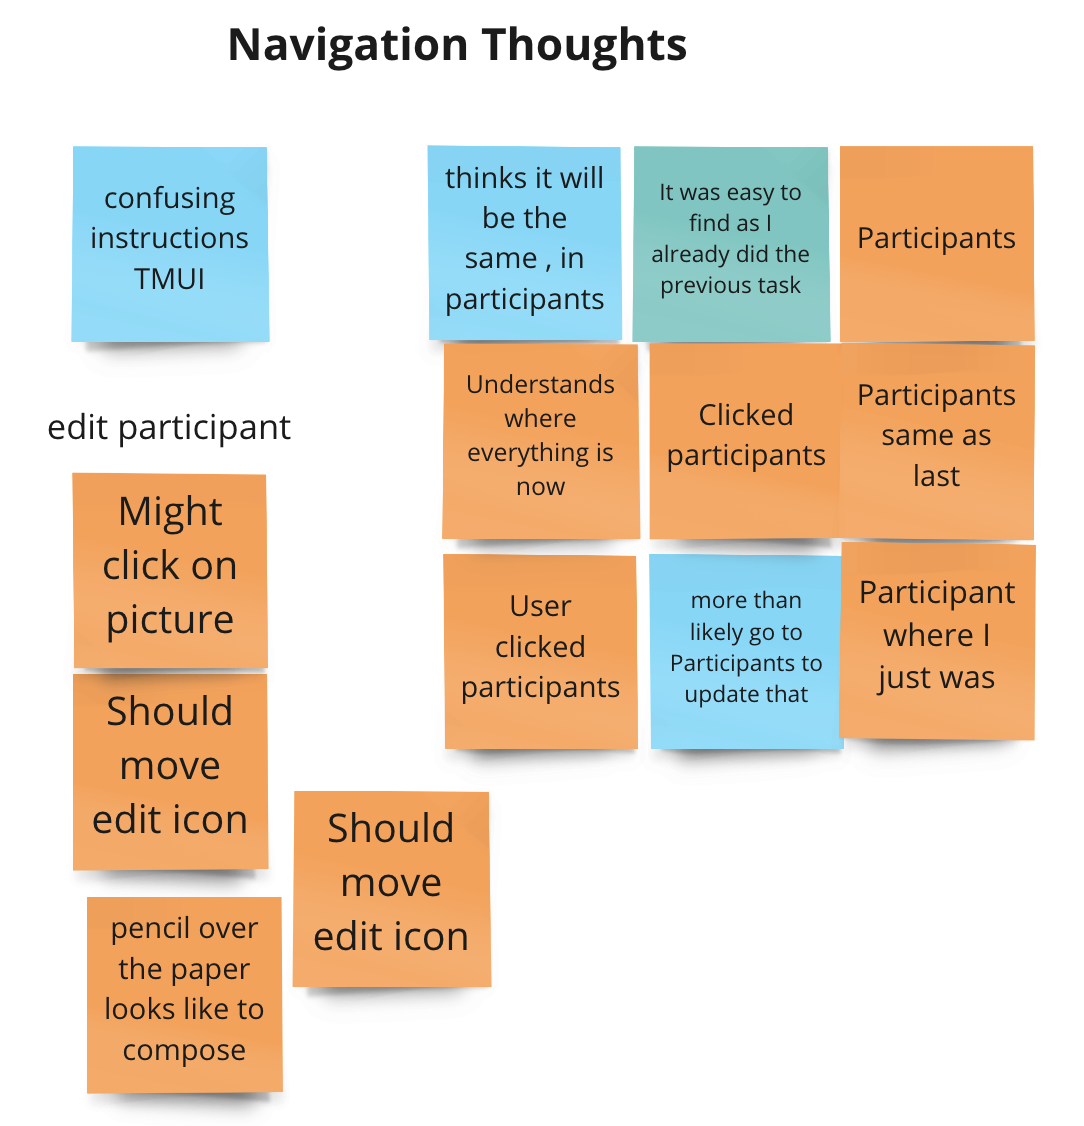 Navigation Thoughts
confusing
instructions
TMUI
thinks it will
be the
same , in
participants
It was easy to
find as I
already did the
previous task
Participants
Understands
where
everything is
now
Clicked
participants
Participants
same as
last
User
clicked
participants
more than
likely go to
Participants to
update that
Participant
where I
just was
edit participant
Might
click on
picture
Should
move
edit icon
Should
move
edit icon
pencil over
the paper
looks like to
compose